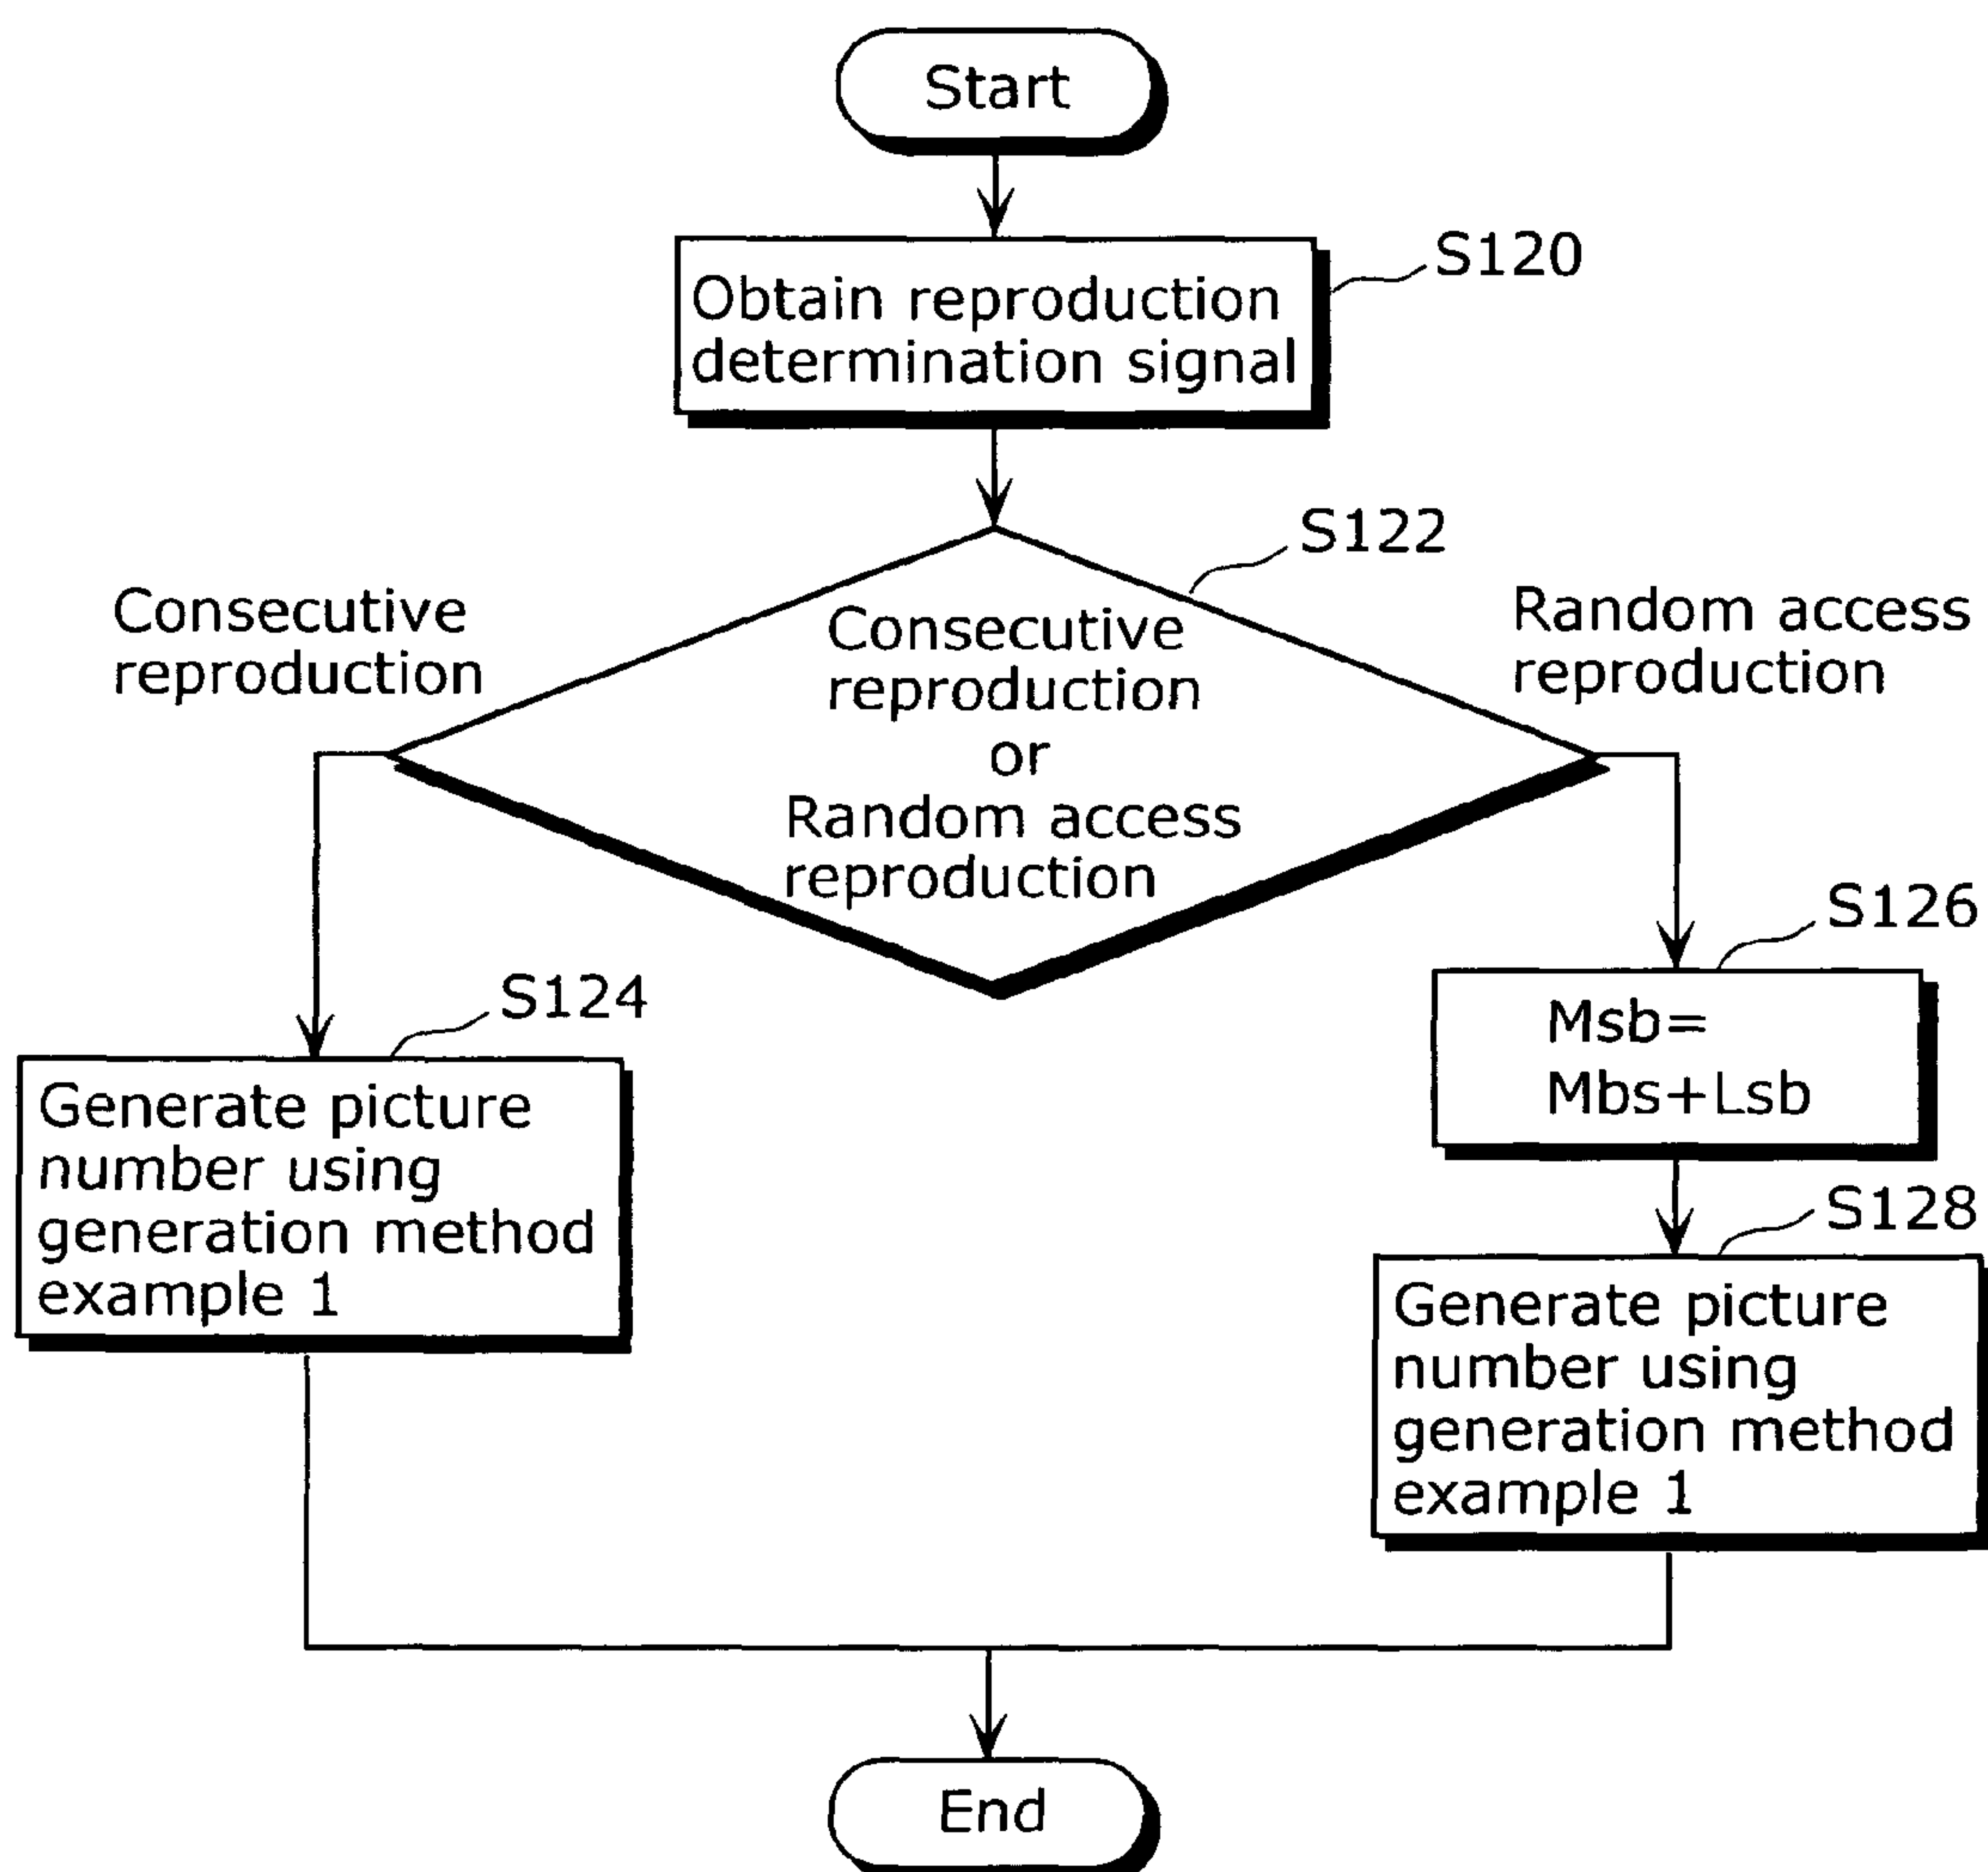 Start
S120
Obtain reproduction
determination signal
S122
Consecutive
reproduction
Consecutive
reproduction
or
Random access
reproduction
Random access
reproduction
S124
Generate picture
number using
generation method
example 1
S126
Msb=
Mbs+Lsb
S128
Generate picture
number using
generation method
example 1
End